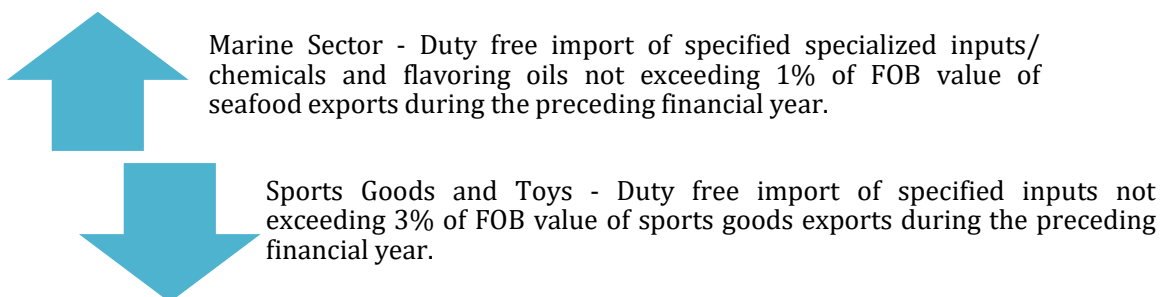 Marine Sector - Duty free import of specified specialized inputs/
chemicals and flavoring oils not exceeding 1% of FOB value of
seafood exports during the preceding financial year.
Sports Goods and Toys - Duty free import of specified inputs not
exceeding 3% of FOB value of sports goods exports during the preceding
financial year.